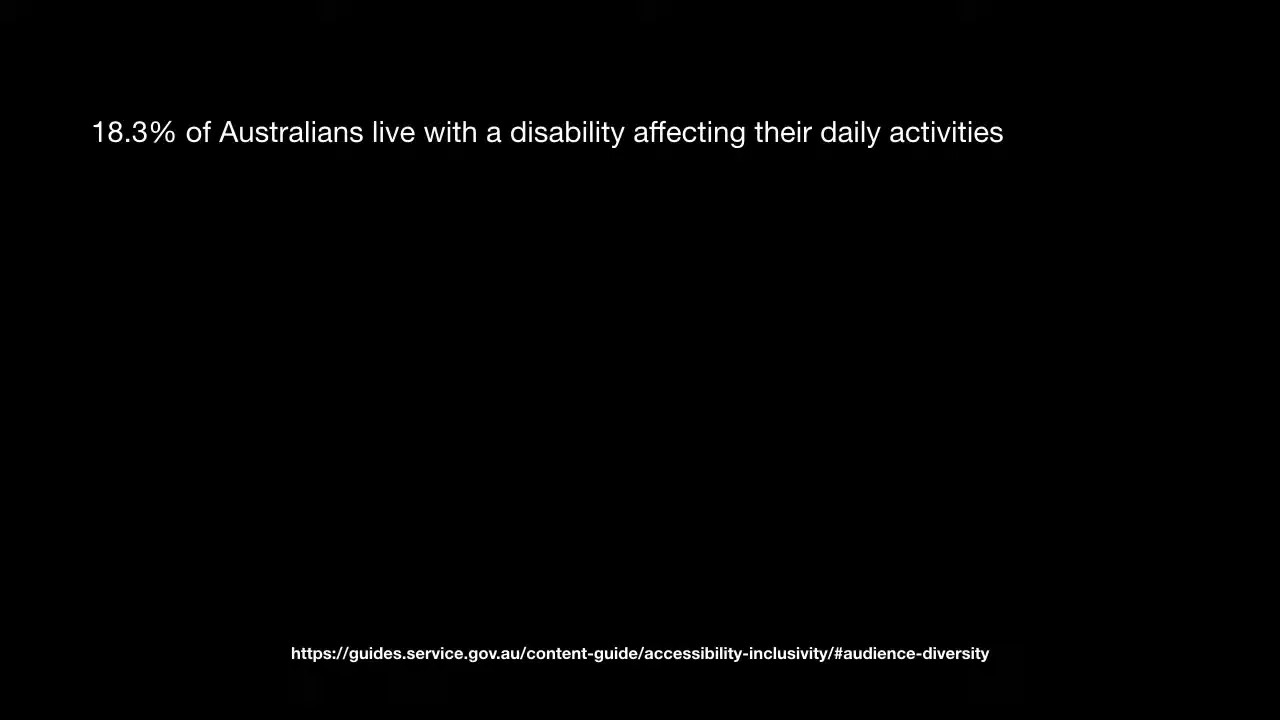 18.3% of Australians live with a disability affecting their daily activities
https://guides.service.gov.au/content-guide/accessibility-inclusivity/#audience-diversity